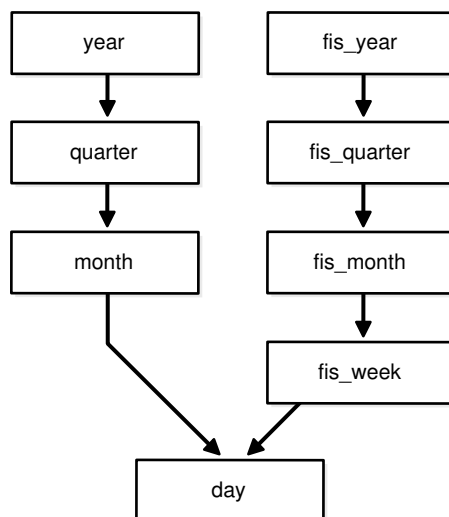 year
fis_year
quarter
fis_quarter
month
fis_month
fis_week
day